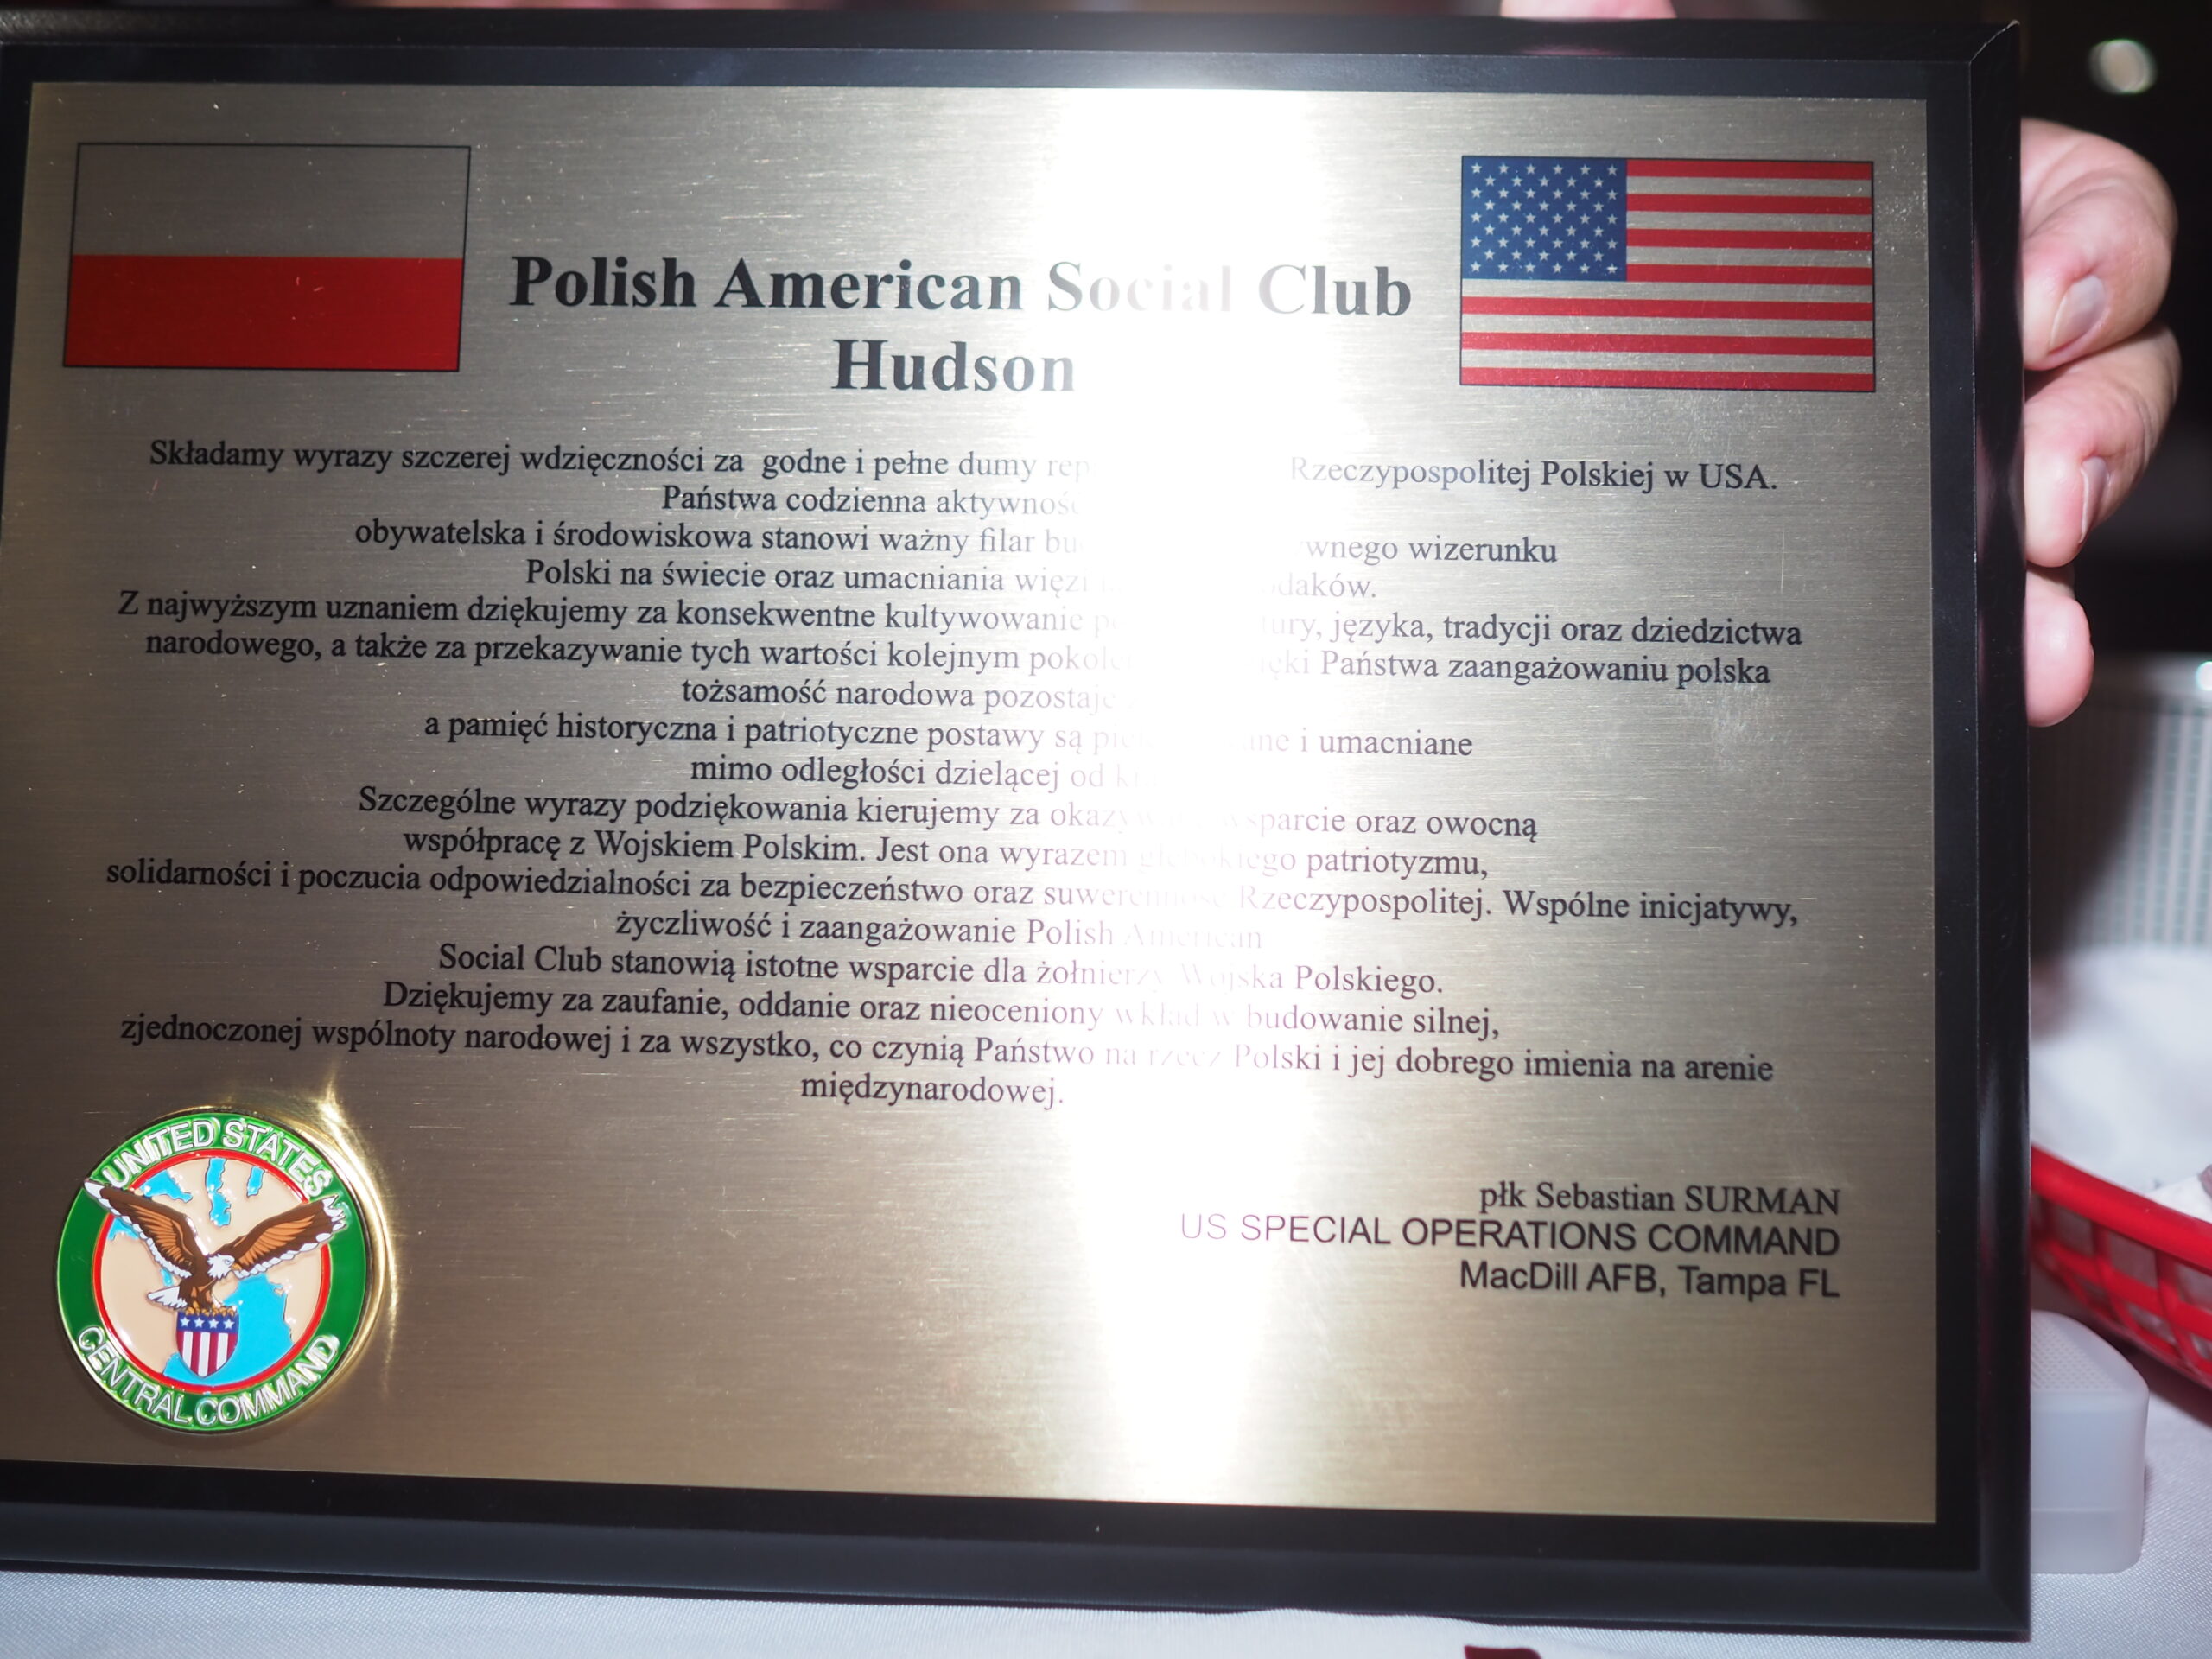 Polish American Social Club
Hudson
Składamy wyrazy szczerej wdzięczności za godne i pełne dumy Rzeczypospolitej Polskiej w USA.
Państwa codzienna
obywatelska i środowiskowa stanowi ważny filar wizerunku
Polski na świecie oraz umacniania więzi
Z najwyższym uznaniem dziękujemy za konsekwentne kultywowanie języka, tradycji oraz dziedzictwa
narodowego, a także za przekazywanie tych wartości kolejnym Państwa zaangażowaniu polska
tożsamość narodowa pozostaje
a pamięć historyczna i patriotyczne postawy są i umacniane
mimo odległości dzielącej od
Szczególne wyrazy podziękowania kierujemy za wsparcie oraz owocną
współpracę z Wojskiem Polskim. Jest ona wyrazem głębokiego patriotyzmu,
solidarności i poczucia odpowiedzialności za bezpieczeństwo oraz suwerenność Rzeczypospolitej. Wspólne inicjatywy,
życzliwość i zaangażowanie Polish American
Social Club stanowią istotne wsparcie dla żołnierzy Wojska Polskiego.
Dziękujemy za zaufanie, oddanie oraz nieoceniony wkład w budowanie silnej,
zjednoczonej wspólnoty narodowej i za wszystko, co czynią Państwo na rzecz Polski i jej dobrego imienia na arenie
międzynarodowej.
płk Sebastian SURMAN
US SPECIAL OPERATIONS COMMAND
MacDill AFB, Tampa FL
UNITED STATES
CENTRAL COMMAND